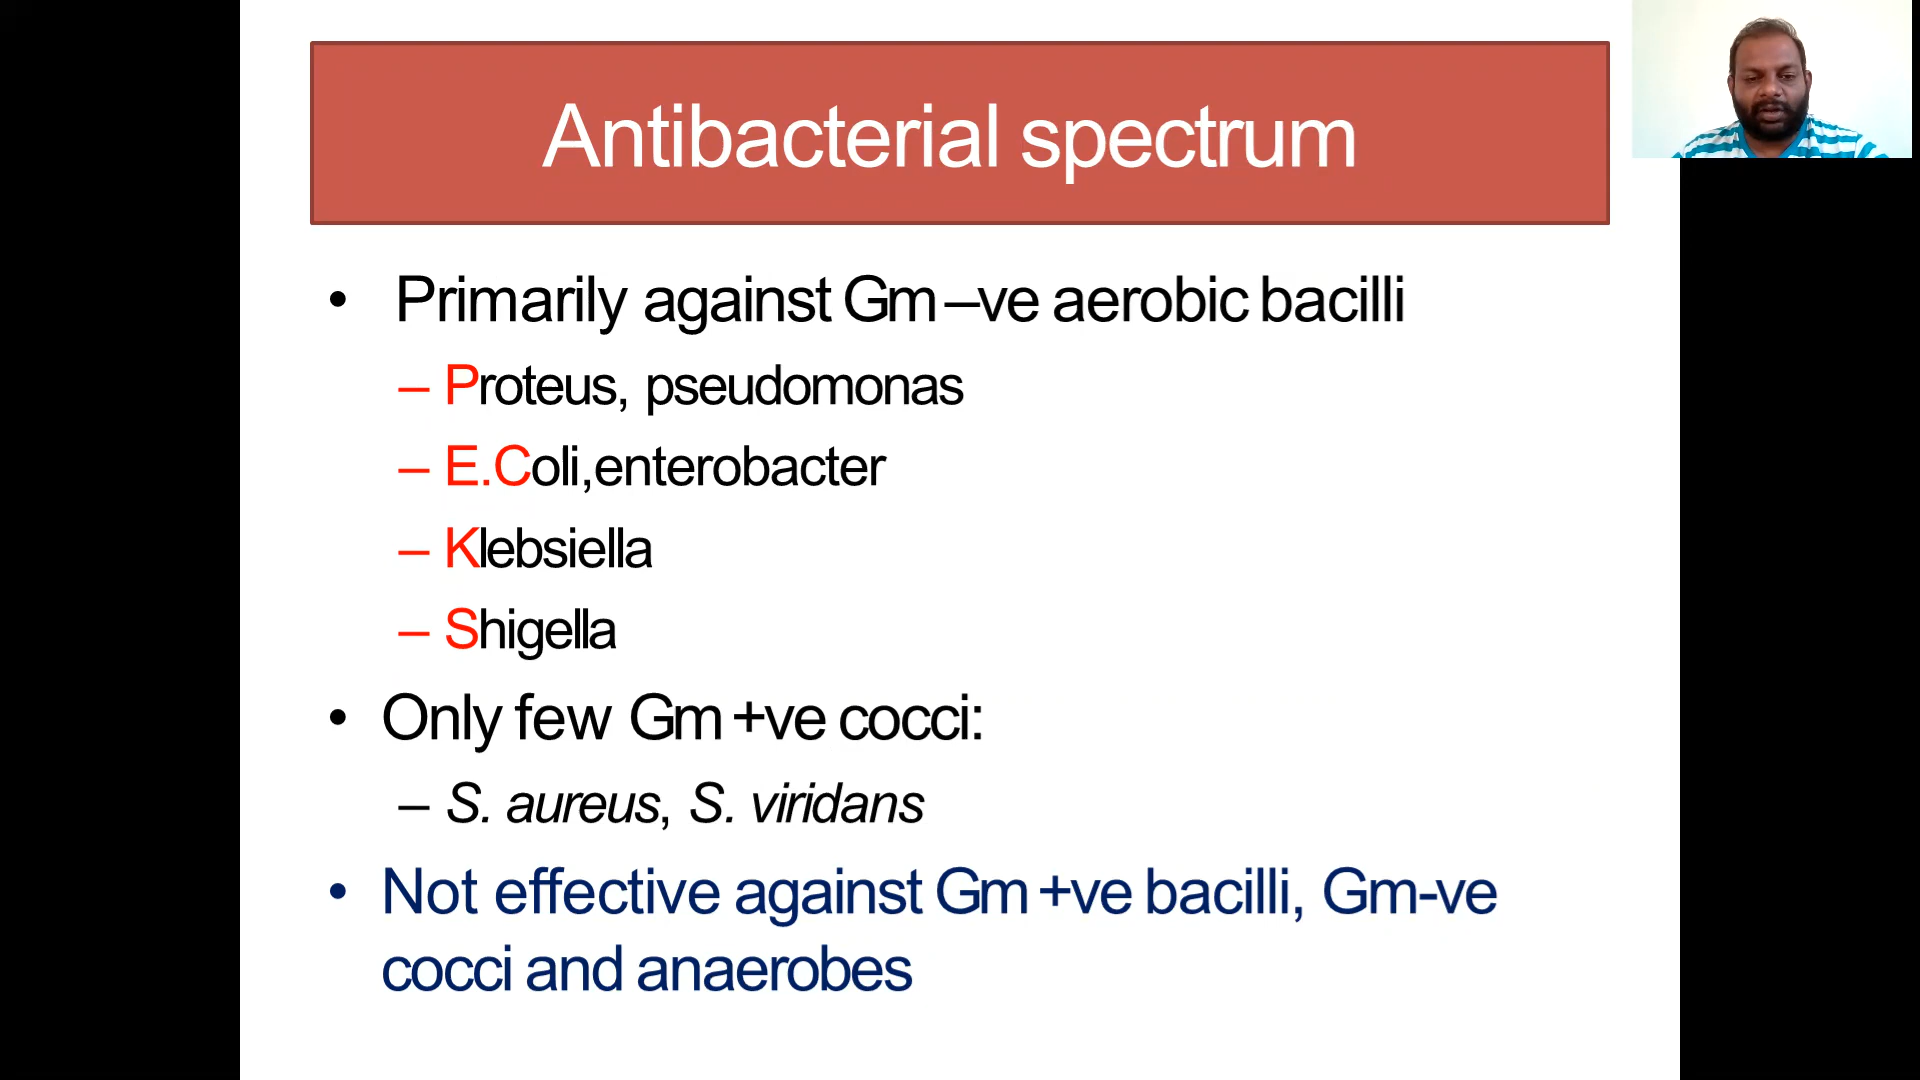 Antibacterial spectrum
• Primarily against Gm –ve aerobic bacilli
– Proteus, pseudomonas
– E.Coli,enterobacter
– Klebsiella
– Shigella
• Only few Gm +ve cocci:
– S. aureus, S. viridans
• Not effective against Gm +ve bacilli, Gm-ve
cocci and anaerobes